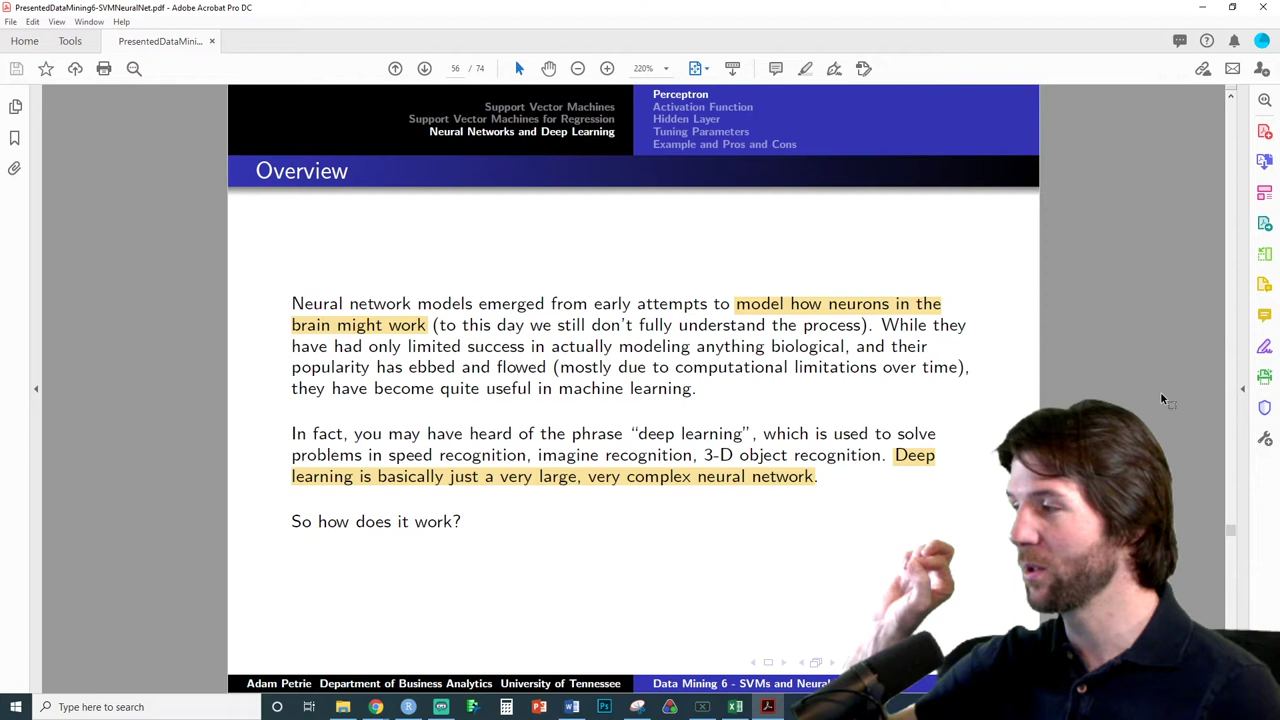 PresentedDataMining6-SVMNeuralNet.pdf - Adobe Acrobat Pro DC
File Edit View Window Help
Home Tools PresentedDataMini... ×
56 / 74 220%
Support Vector Machines
Support Vector Machines for Regression
Neural Networks and Deep Learning
Perceptron
Activation Function
Hidden Layer
Tuning Parameters
Example and Pros and Cons
Overview
Neural network models emerged from early attempts to model how neurons in the
brain might work (to this day we still don't fully understand the process). While they
have had only limited success in actually modeling anything biological, and their
popularity has ebbed and flowed (mostly due to computational limitations over time),
they have become quite useful in machine learning.
In fact, you may have heard of the phrase “deep learning”, which is used to solve
problems in speed recognition, imagine recognition, 3-D object recognition. Deep
learning is basically just a very large, very complex neural network.
So how does it work?
Adam Petrie Department of Business Analytics University of Tennessee
Data Mining 6 - SVMs and Neural
Type here to search